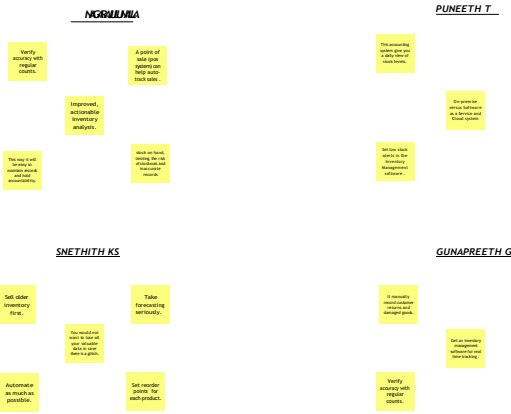 PUNEETH T
Verify
accuracy with
regular
counts.
A point of
sale (pos
system) can
help auto-
track sales .
Improved,
actionable
inventory
analysis.
This way it will
be easy to
maintain records
and hold
accountability.
stock on hand,
limiting the risk
of stockouts and
inaccurate
records
This accounting
system give you
a daily view of
stock levels.
On-premise
versus Software
as a Service and
Cloud system
Set low stock
alerts in the
Inventory
Management
software .
SNETHITH KS
Sell older
inventory
first.
Take
forecasting
seriously.
You would not
want to lose all
your valuable
data in case
there is a glitch.
Automate
as much as
possible.
Set reorder
points for
each product.
GUNAPREETH G
It manually
record customer
returns and
damaged goods.
Get an inventory
management
software for real
time tracking .
Verify
accuracy with
regular
counts.